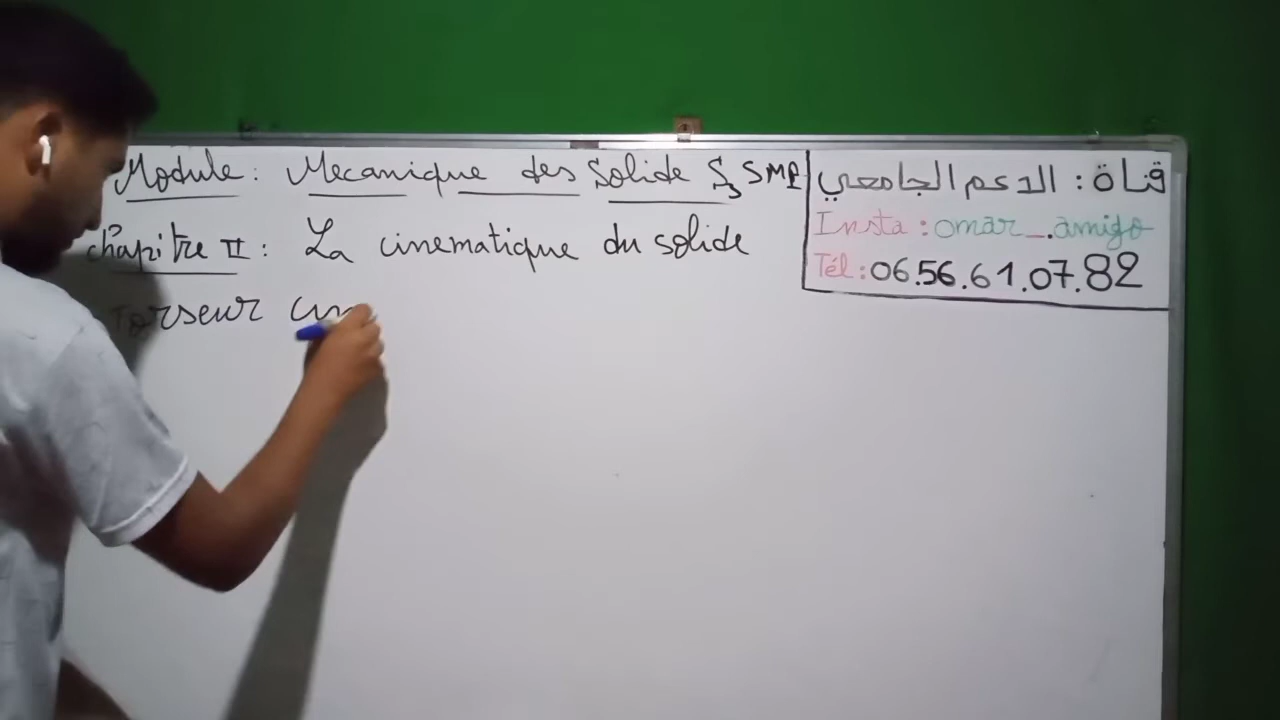 Module : Mecanique des Solide S3 SMP
chapitre II : La cinematique du solide
Torseur cin
قناة : الدعم الجامعي
Insta : omar_.amigo
Tél : 06.56.61.07.82